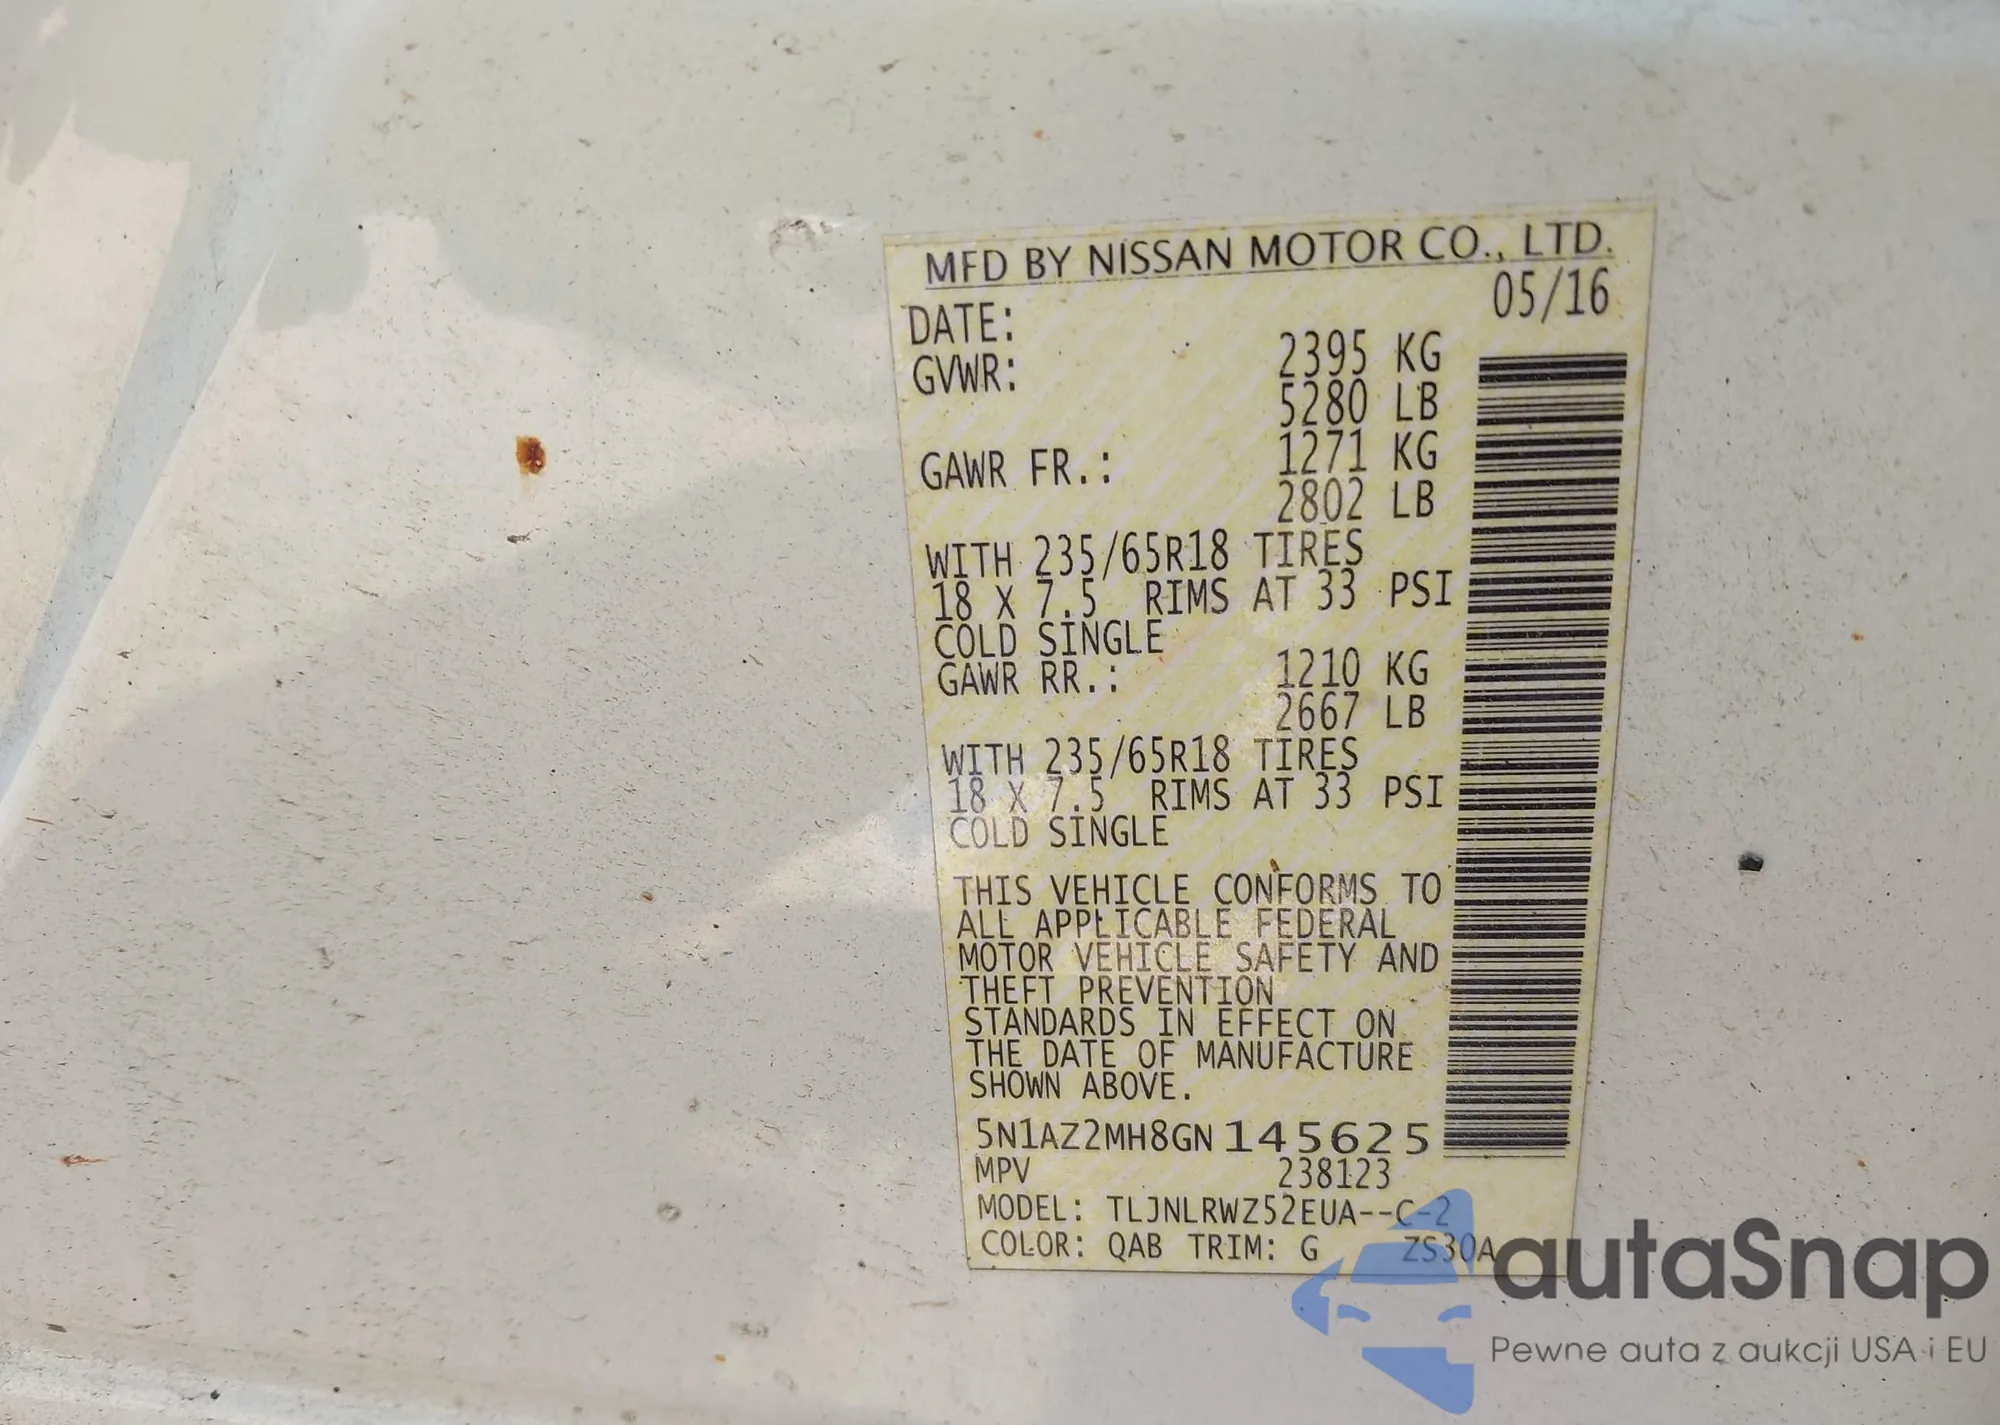 MFD BY NISSAN MOTOR CO., LTD.
DATE: 05/16
GVWR: 2395 KG
5280 LB
GAWR FR.: 1271 KG
2802 LB
WITH 235/65R18 TIRES
18 X 7.5 RIMS AT 33 PSI
COLD SINGLE
GAWR RR.: 1210 KG
2667 LB
WITH 235/65R18 TIRES
18 X 7.5 RIMS AT 33 PSI
COLD SINGLE
THIS VEHICLE CONFORMS TO
ALL APPLICABLE FEDERAL
MOTOR VEHICLE SAFETY AND
THEFT PREVENTION
STANDARDS IN EFFECT ON
THE DATE OF MANUFACTURE
SHOWN ABOVE.
5N1AZ2MH8GN145625
MPV 238123
MODEL: TLJNLRWZ52EUA--C-2
COLOR: QAB TRIM: G ZS30A
autaSnap
Pewne auta z aukcji USA i EU